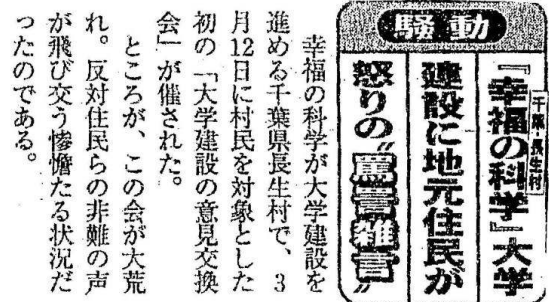 騒動
千葉・長生村
「幸福の科学」大学
建設に地元住民が
怒りの“罵詈雑言”
幸福の科学が大学建設を
進める千葉県長生村で、3
月12日に村民を対象とした
初の「大学建設の意見交換
会」が催された。
ところが、この会が大荒
れ。反対住民らの非難の声
が飛び交う惨憺たる状況だ
ったのである。